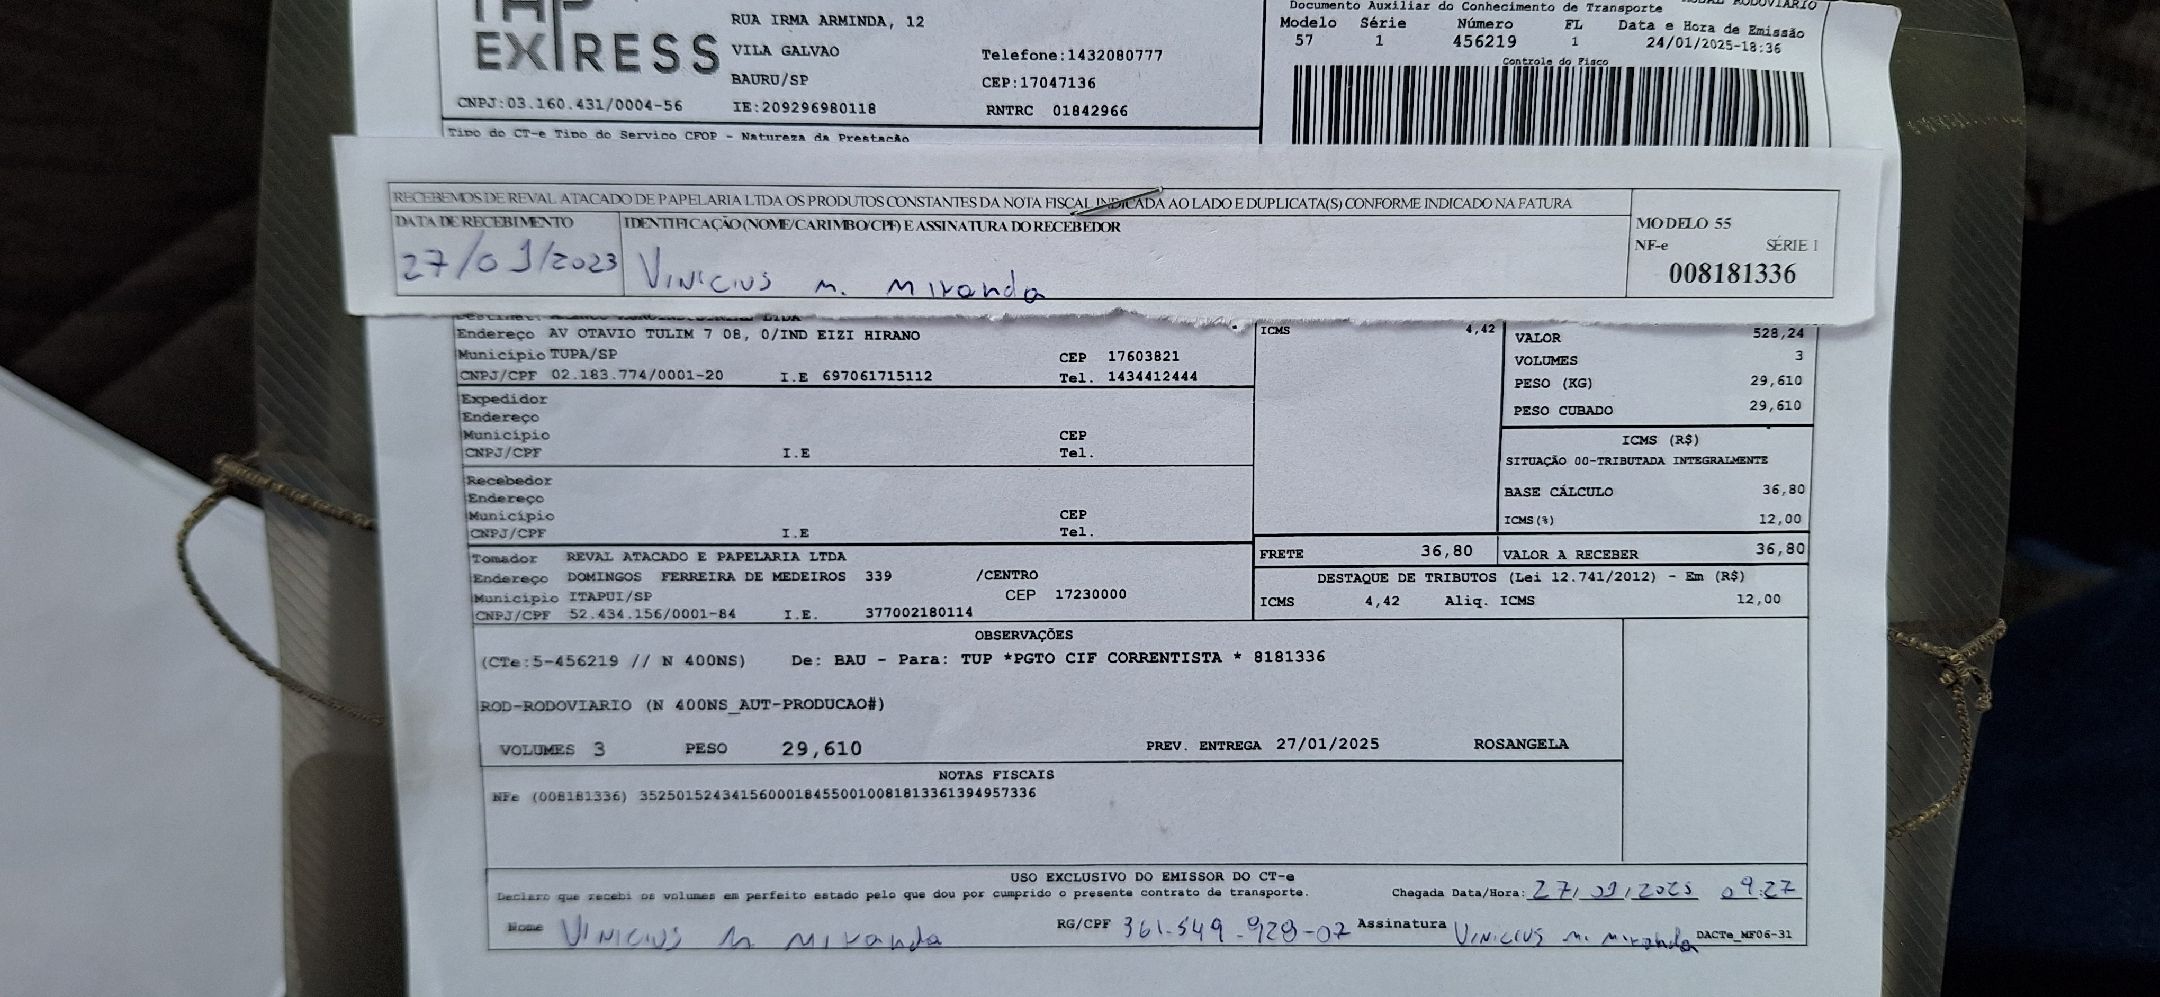 EXPRESS
RUA IRMA ARMINDA, 12
VILA GALVAO
BAURU/SP
Telefone:1432080777
CEP:17047136
CNPJ:03.160.431/0004-56 IE:209296980118 RNTRC 01842966
Tipo do CT-e Tipo do Servico CFOP - Natureza da Prestação
Documento Auxiliar do Conhecimento de Transporte RODOVIARIO
Modelo Série Número FL Data e Hora de Emissão
57 1 456219 1 24/01/2025-18:36
Controle do Fisco
RECEBEMOS DE REVAL ATACADO DE PAPELARIA LTDA OS PRODUTOS CONSTANTES DA NOTA FISCAL INDICADA AO LADO E DUPLICATA(S) CONFORME INDICADO NA FATURA
DATA DE RECEBIMENTO IDENTIFICAÇÃO (NOME/CARIMBO/CPF) E ASSINATURA DO RECEBEDOR
27/01/2023 Vinicius M. Miranda
MODELO 55
NF-e SÉRIE 1
008181336
Endereço AV OTAVIO TULIM 7 08, 0/IND EIZI HIRANO
Município TUPA/SP CEP 17603821
CNPJ/CPF 02.183.774/0001-20 I.E 697061715112 Tel. 1434412444
Expedidor
Endereço
Município CEP
CNPJ/CPF I.E Tel.
Recebedor
Endereço
Município CEP
CNPJ/CPF I.E Tel.
Tomador REVAL ATACADO E PAPELARIA LTDA
Endereço DOMINGOS FERREIRA DE MEDEIROS 339 /CENTRO
Município ITAPUI/SP CEP 17230000
CNPJ/CPF 52.434.156/0001-84 I.E. 377002180114
ICMS 4,42
VALOR 528,24
VOLUMES 3
PESO (KG) 29,610
PESO CUBADO 29,610
ICMS (R$)
SITUAÇÃO 00-TRIBUTADA INTEGRALMENTE
BASE CÁLCULO 36,80
ICMS(%) 12,00
FRETE 36,80 VALOR A RECEBER 36,80
DESTAQUE DE TRIBUTOS (Lei 12.741/2012) - Em (R$)
ICMS 4,42 Aliq. ICMS 12,00
OBSERVAÇÕES
(CTe:5-456219 // N 400NS) De: BAU - Para: TUP *PGTO CIF CORRENTISTA * 8181336
ROD-RODOVIARIO (N 400NS_AUT-PRODUCAO#)
VOLUMES 3 PESO 29,610 PREV. ENTREGA 27/01/2025 ROSANGELA
NOTAS FISCAIS
NFe (008181336) 35250152434156000184550010081813361394957336
USO EXCLUSIVO DO EMISSOR DO CT-e
Declaro que recebi os volumes em perfeito estado pelo que dou por cumprido o presente contrato de transporte. Chegada Data/Hora: 27/01/2025 09:27
Nome Vinicius M Miranda RG/CPF 361.549.928-07 Assinatura Vinicius M. Miranda DACTe_MF06-31